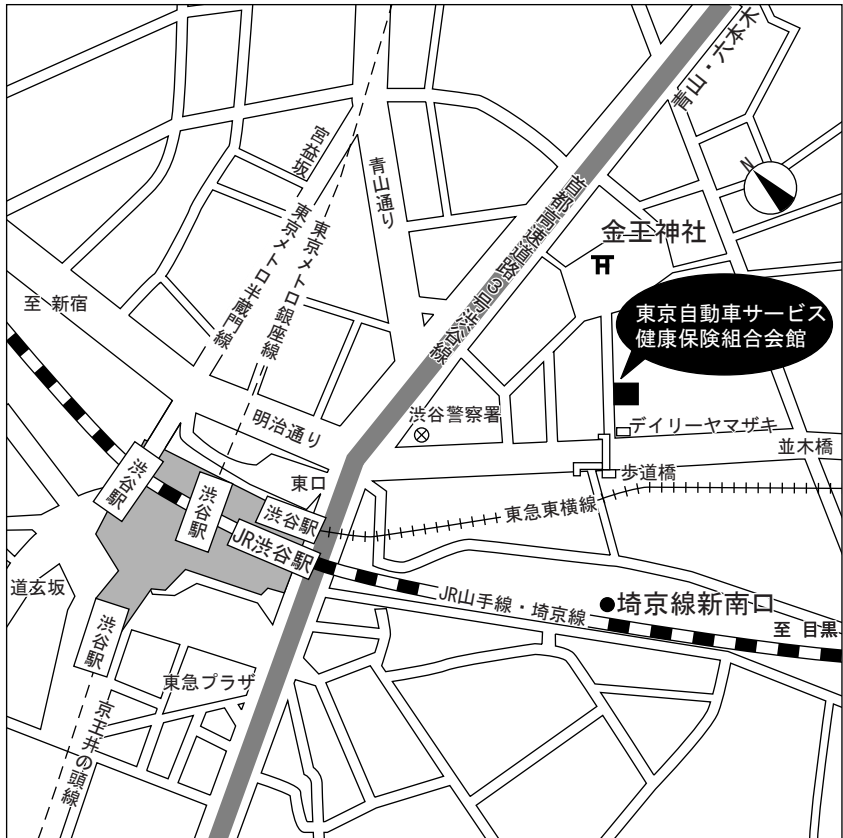 青山・六本木
宮益坂
青山通り
N
東京メトロ銀座線
東京メトロ半蔵門線
首都高速道路3号渋谷線
金王神社
至 新宿
東京自動車サービス
健康保険組合会館
明治通り
渋谷警察署
デイリーヤマザキ
並木橋
渋谷駅
渋谷駅
東口
歩道橋
渋谷駅
東急東横線
JR渋谷駅
道玄坂
JR山手線・埼京線
埼京線新南口
至 目黒
渋谷駅
東急プラザ
京王井の頭線